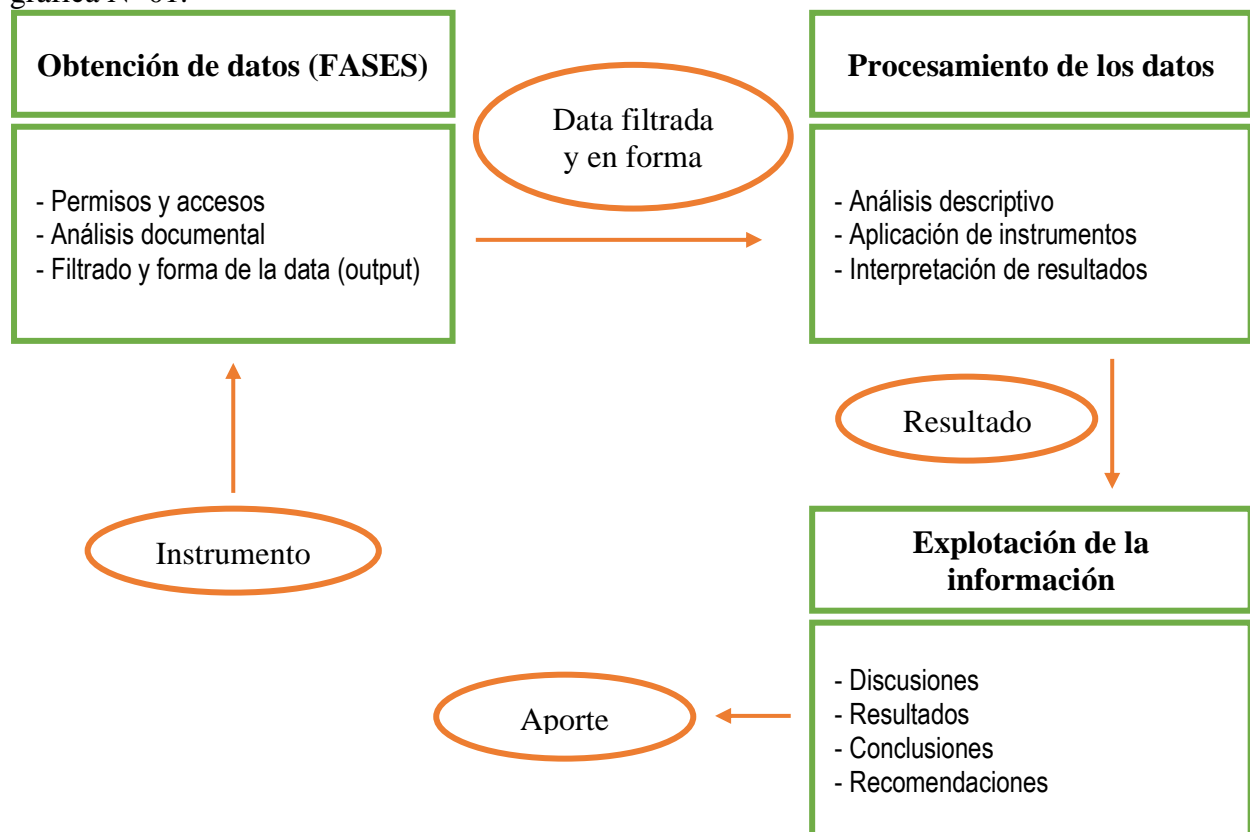 gráfica N° 01.
Obtención de datos (FASES)
- Permisos y accesos
- Análisis documental
- Filtrado y forma de la data (output)
Data filtrada
y en forma
Procesamiento de los datos
- Análisis descriptivo
- Aplicación de instrumentos
- Interpretación de resultados
Resultado
Instrumento
Explotación de la
información
- Discusiones
- Resultados
- Conclusiones
- Recomendaciones
Aporte